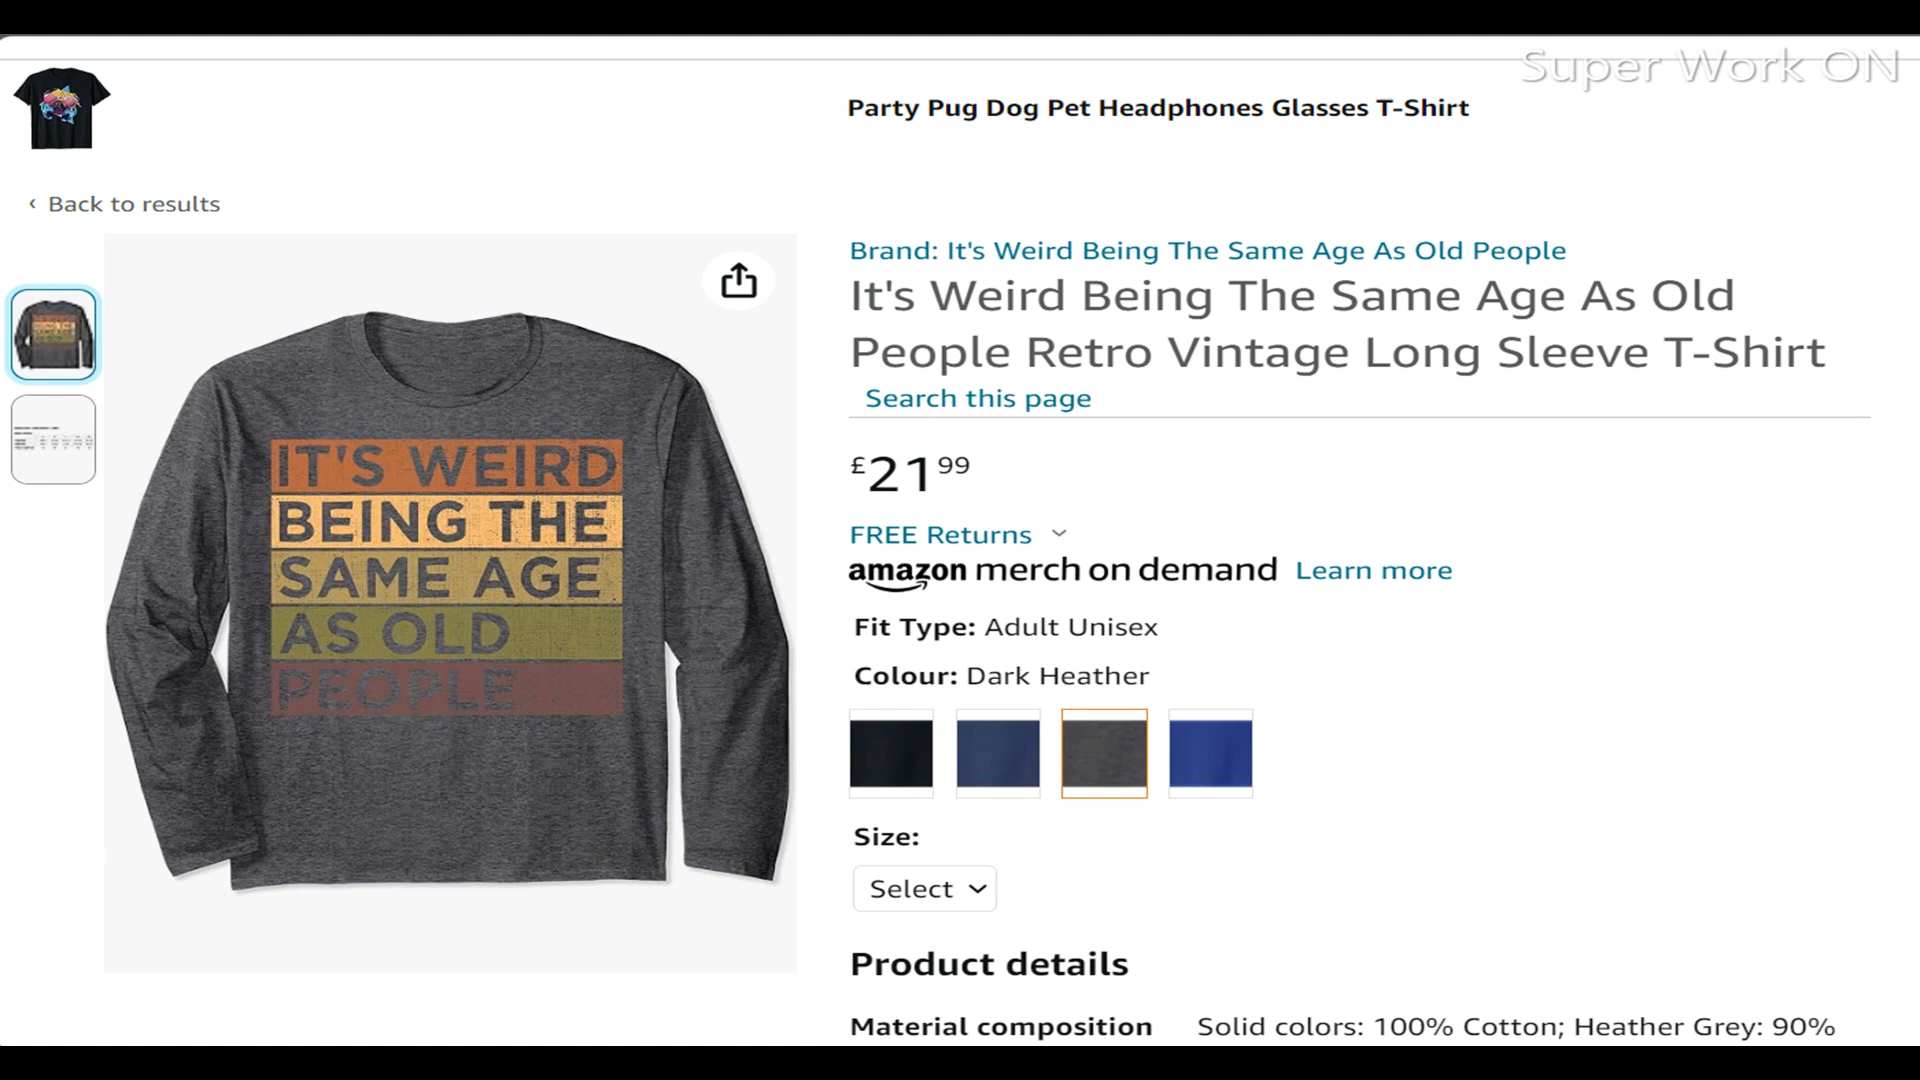 Super Work ON
Party Pug Dog Pet Headphones Glasses T-Shirt
‹ Back to results
Brand: It's Weird Being The Same Age As Old People
It's Weird Being The Same Age As Old
People Retro Vintage Long Sleeve T-Shirt
Search this page
IT'S WEIRD
BEING THE
SAME AGE
AS OLD
PEOPLE
£21 99
FREE Returns
amazon merch on demand Learn more
Fit Type: Adult Unisex
Colour: Dark Heather
Size:
Select
Product details
Material composition Solid colors: 100% Cotton; Heather Grey: 90%